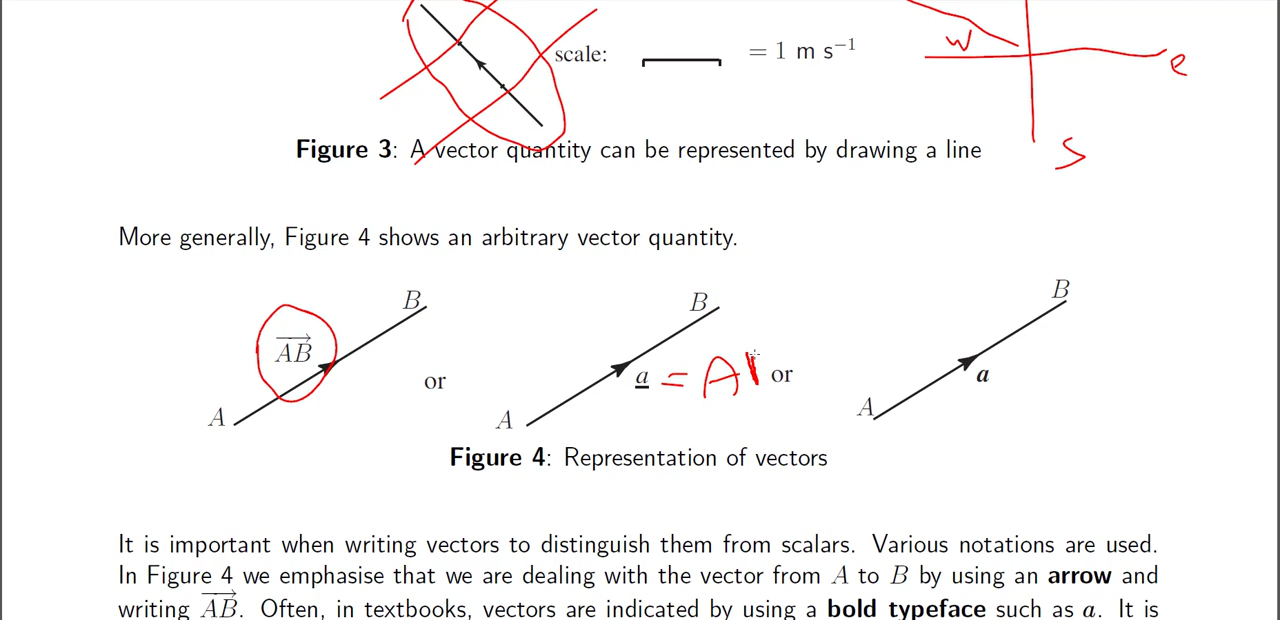 scale: = 1 m s⁻¹
W
e
S
Figure 3: A vector quantity can be represented by drawing a line
More generally, Figure 4 shows an arbitrary vector quantity.
B B B
AB
a = A a
or or
A A A
Figure 4: Representation of vectors
It is important when writing vectors to distinguish them from scalars. Various notations are used.
In Figure 4 we emphasise that we are dealing with the vector from A to B by using an arrow and
writing AB. Often, in textbooks, vectors are indicated by using a bold typeface such as a. It is